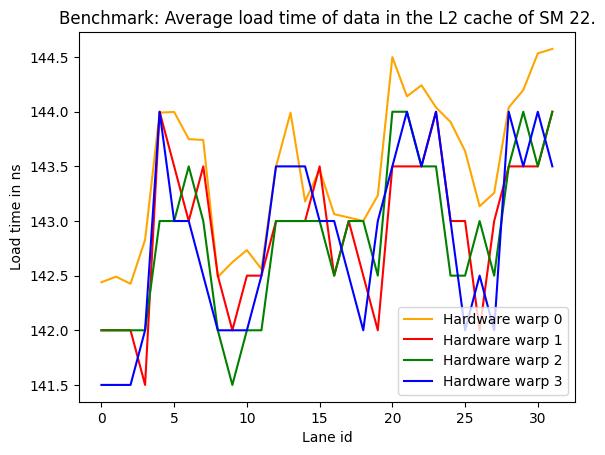 Benchmark: Average load time of data in the L2 cache of SM 22.
Load time in ns
144.5
144.0
143.5
143.0
142.5
142.0
141.5
0 5 10 15 20 25 30
Lane id
Hardware warp 0
Hardware warp 1
Hardware warp 2
Hardware warp 3